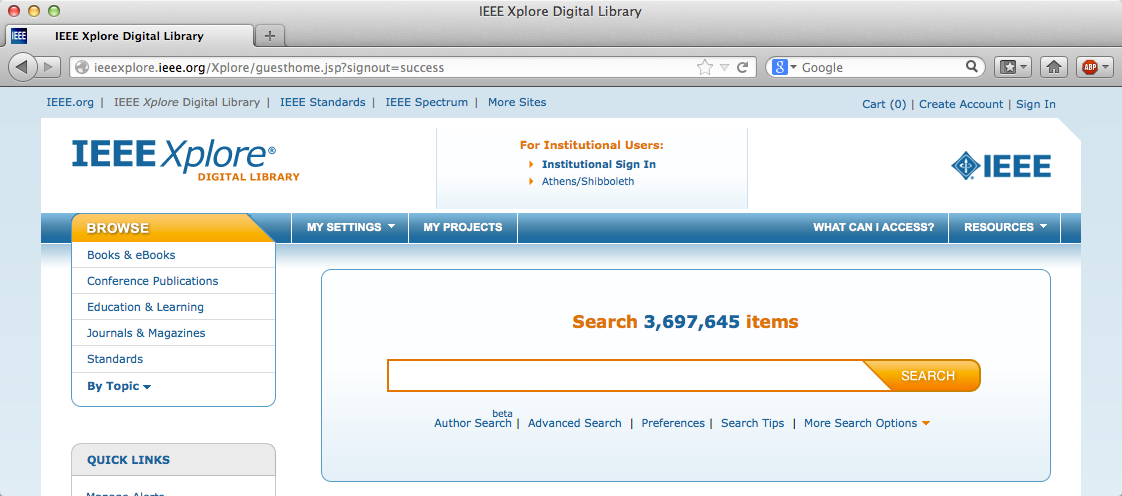 IEEE Xplore Digital Library
IEEE IEEE Xplore Digital Library
ieeexplore.ieee.org/Xplore/guesthome.jsp?signout=success
8 Google
ABP
IEEE.org | IEEE Xplore Digital Library | IEEE Standards | IEEE Spectrum | More Sites
Cart (0) | Create Account | Sign In
IEEE Xplore®
DIGITAL LIBRARY
For Institutional Users:
Institutional Sign In
Athens/Shibboleth
IEEE
BROWSE
MY SETTINGS
MY PROJECTS
WHAT CAN I ACCESS?
RESOURCES
Books & eBooks
Conference Publications
Education & Learning
Journals & Magazines
Standards
By Topic
Search 3,697,645 items
SEARCH
beta
Author Search | Advanced Search | Preferences | Search Tips | More Search Options
QUICK LINKS
Manage Alerts